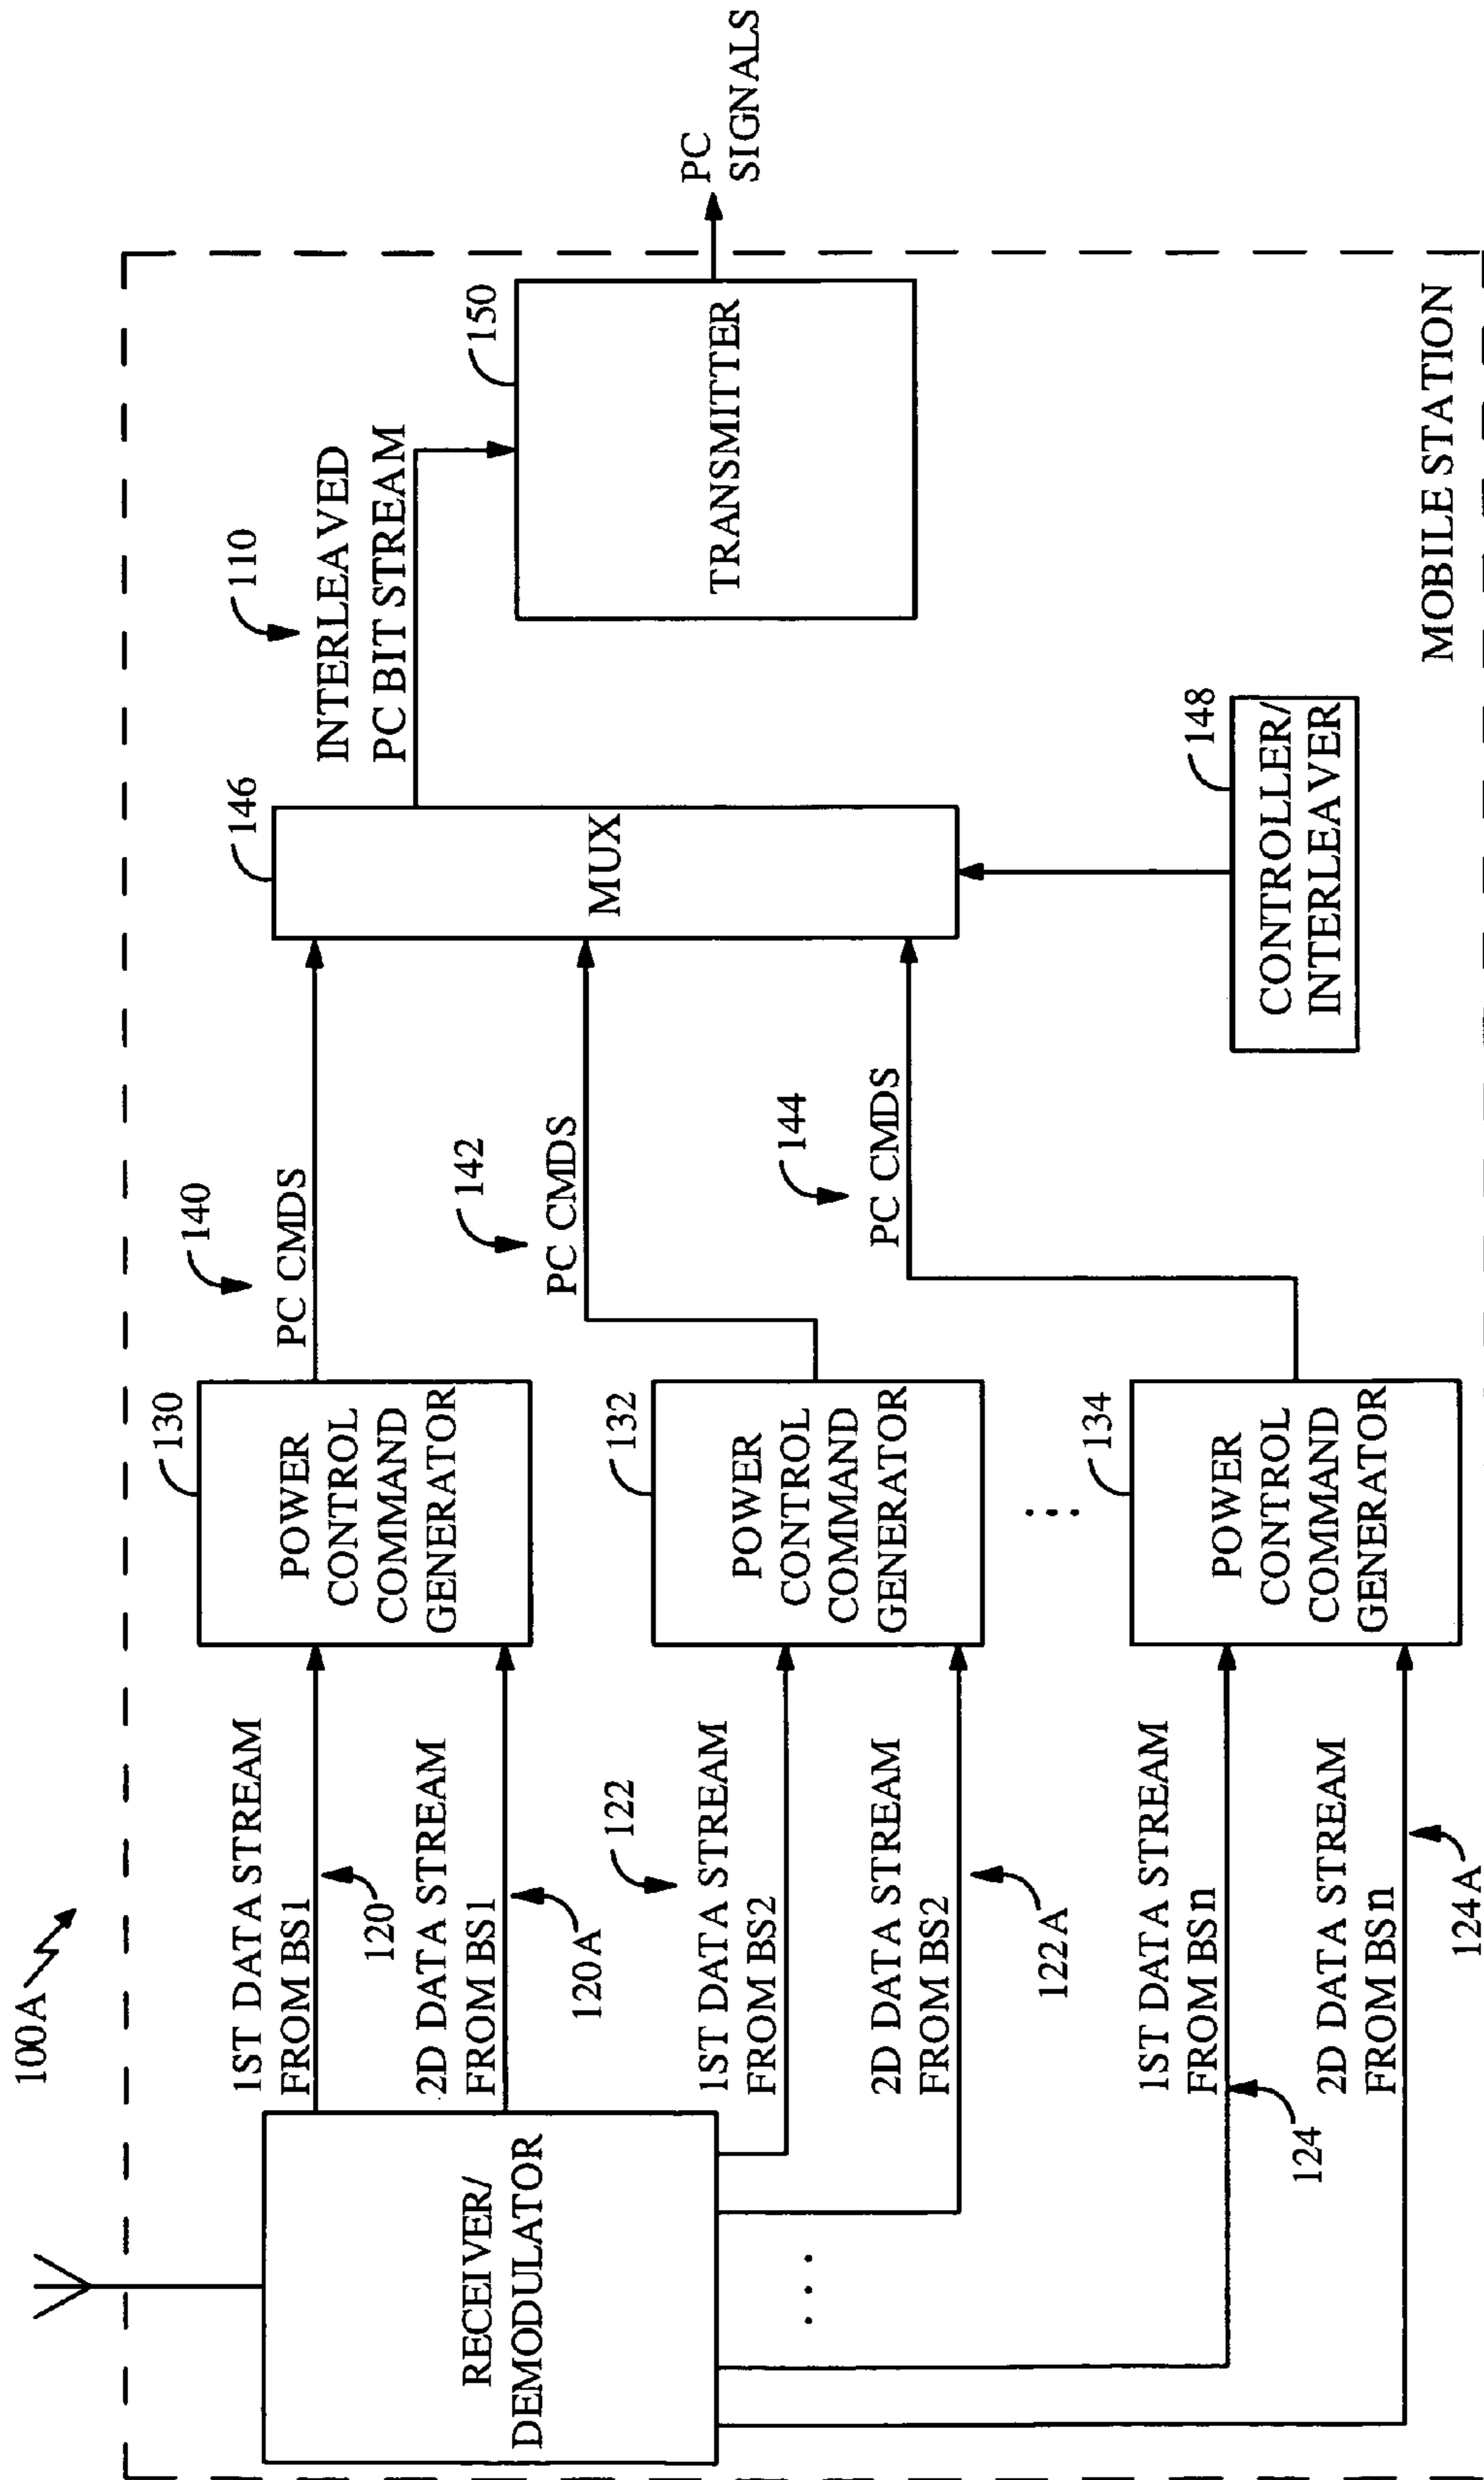 100A
RECEIVER/
DEMODULATOR
1ST DATA STREAM
FROM BS1
120
2D DATA STREAM
FROM BS1
120A
122
1ST DATA STREAM
FROM BS2
2D DATA STREAM
FROM BS2
122A
...
1ST DATA STREAM
FROM BSn
124
2D DATA STREAM
FROM BSn
124A
130
POWER
CONTROL
COMMAND
GENERATOR
132
POWER
CONTROL
COMMAND
GENERATOR
...
134
POWER
CONTROL
COMMAND
GENERATOR
140
PC CMDS
142
PC CMDS
144
PC CMDS
146
MUX
148
CONTROLLER/
INTERLEAVER
110
INTERLEAVED
PC BIT STREAM
150
TRANSMITTER
PC
SIGNALS
MOBILE STATION